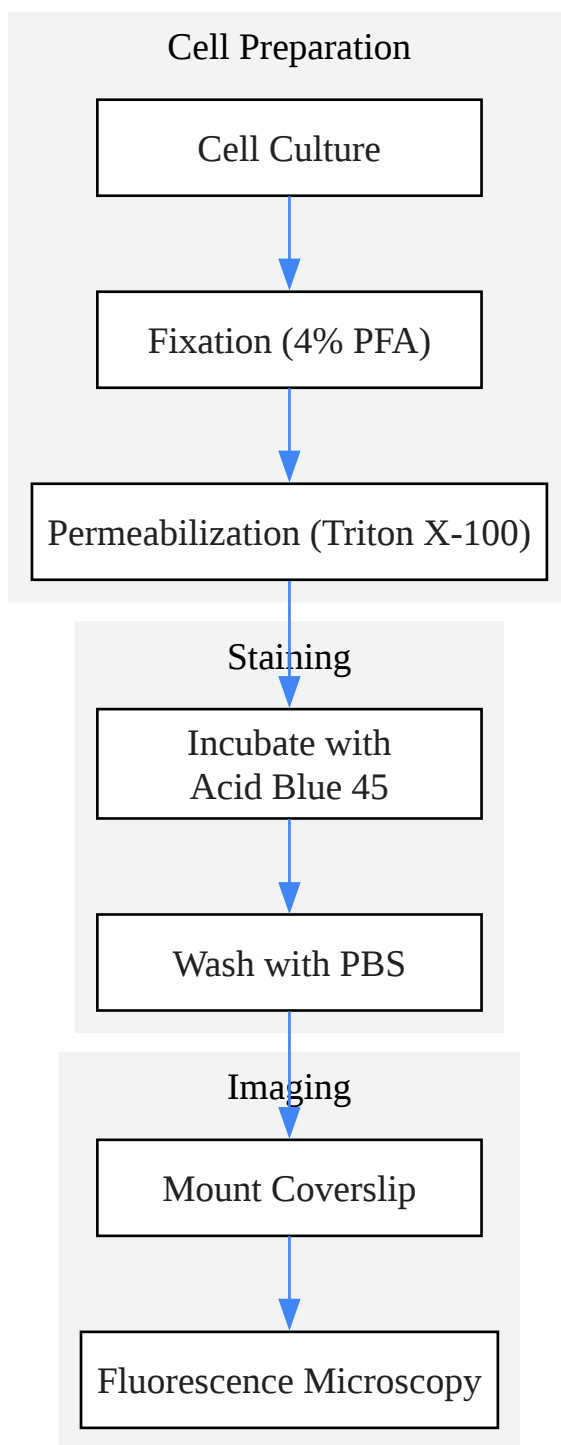 Cell Preparation
Cell Culture
Fixation (4% PFA)
Permeabilization (Triton X-100)
Staining
Incubate with
Acid Blue 45
Wash with PBS
Imaging
Mount Coverslip
Fluorescence Microscopy